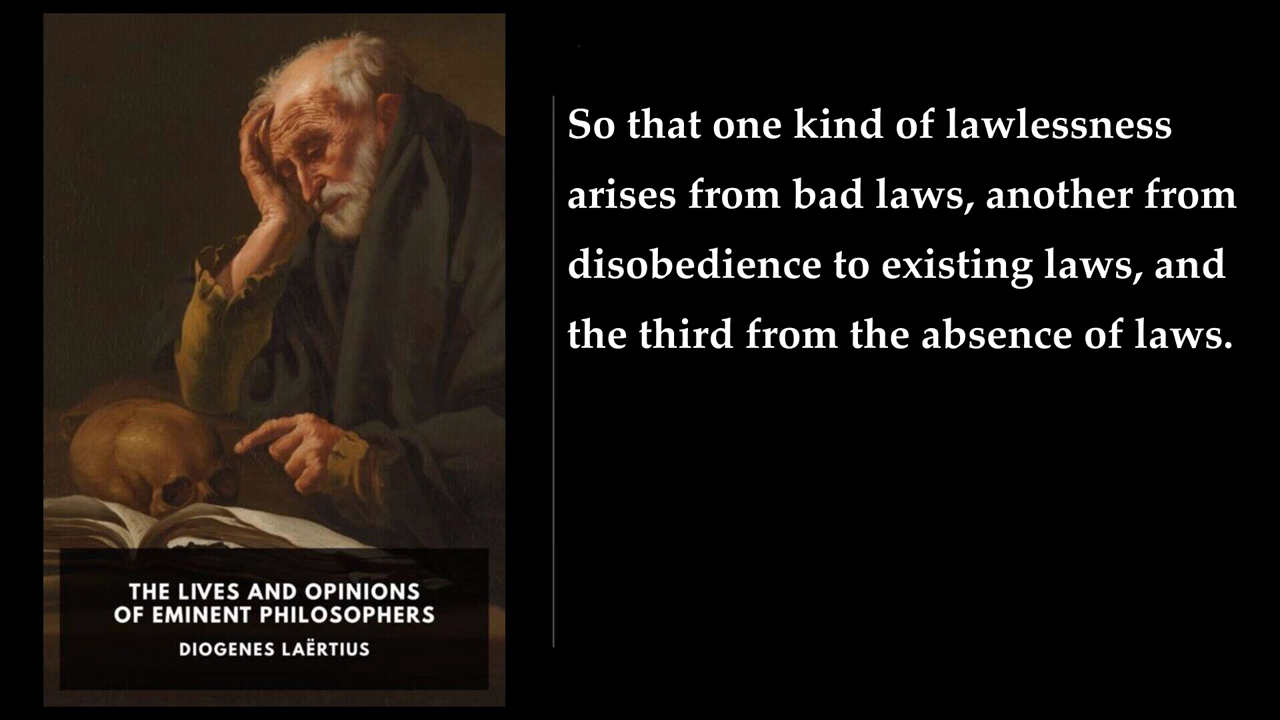 THE LIVES AND OPINIONS
OF EMINENT PHILOSOPHERS
DIOGENES LAËRTIUS
So that one kind of lawlessness
arises from bad laws, another from
disobedience to existing laws, and
the third from the absence of laws.